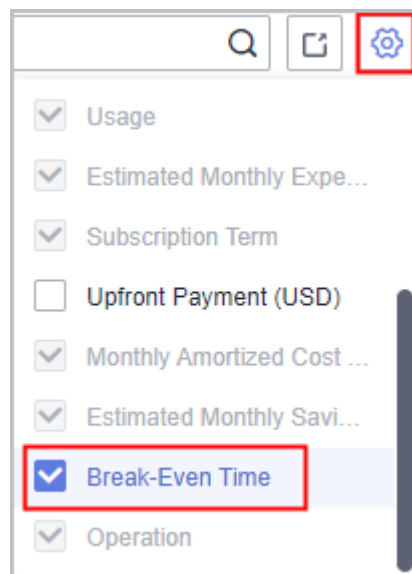 Usage
Estimated Monthly Expe...
Subscription Term
Upfront Payment (USD)
Monthly Amortized Cost ...
Estimated Monthly Savi...
Break-Even Time
Operation